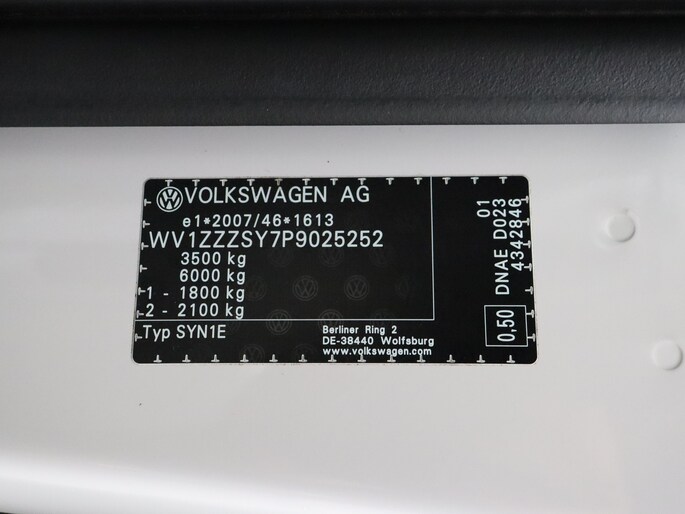 VOLKSWAGEN AG
e1*2007/46*1613
WV1ZZZSY7P9025252
3500 kg
6000 kg
1 - 1800 kg
2 - 2100 kg
Typ SYN1E
Berliner Ring 2
DE-38440 Wolfsburg
www.volkswagen.com
01
DNAE D023
4342846
0,50